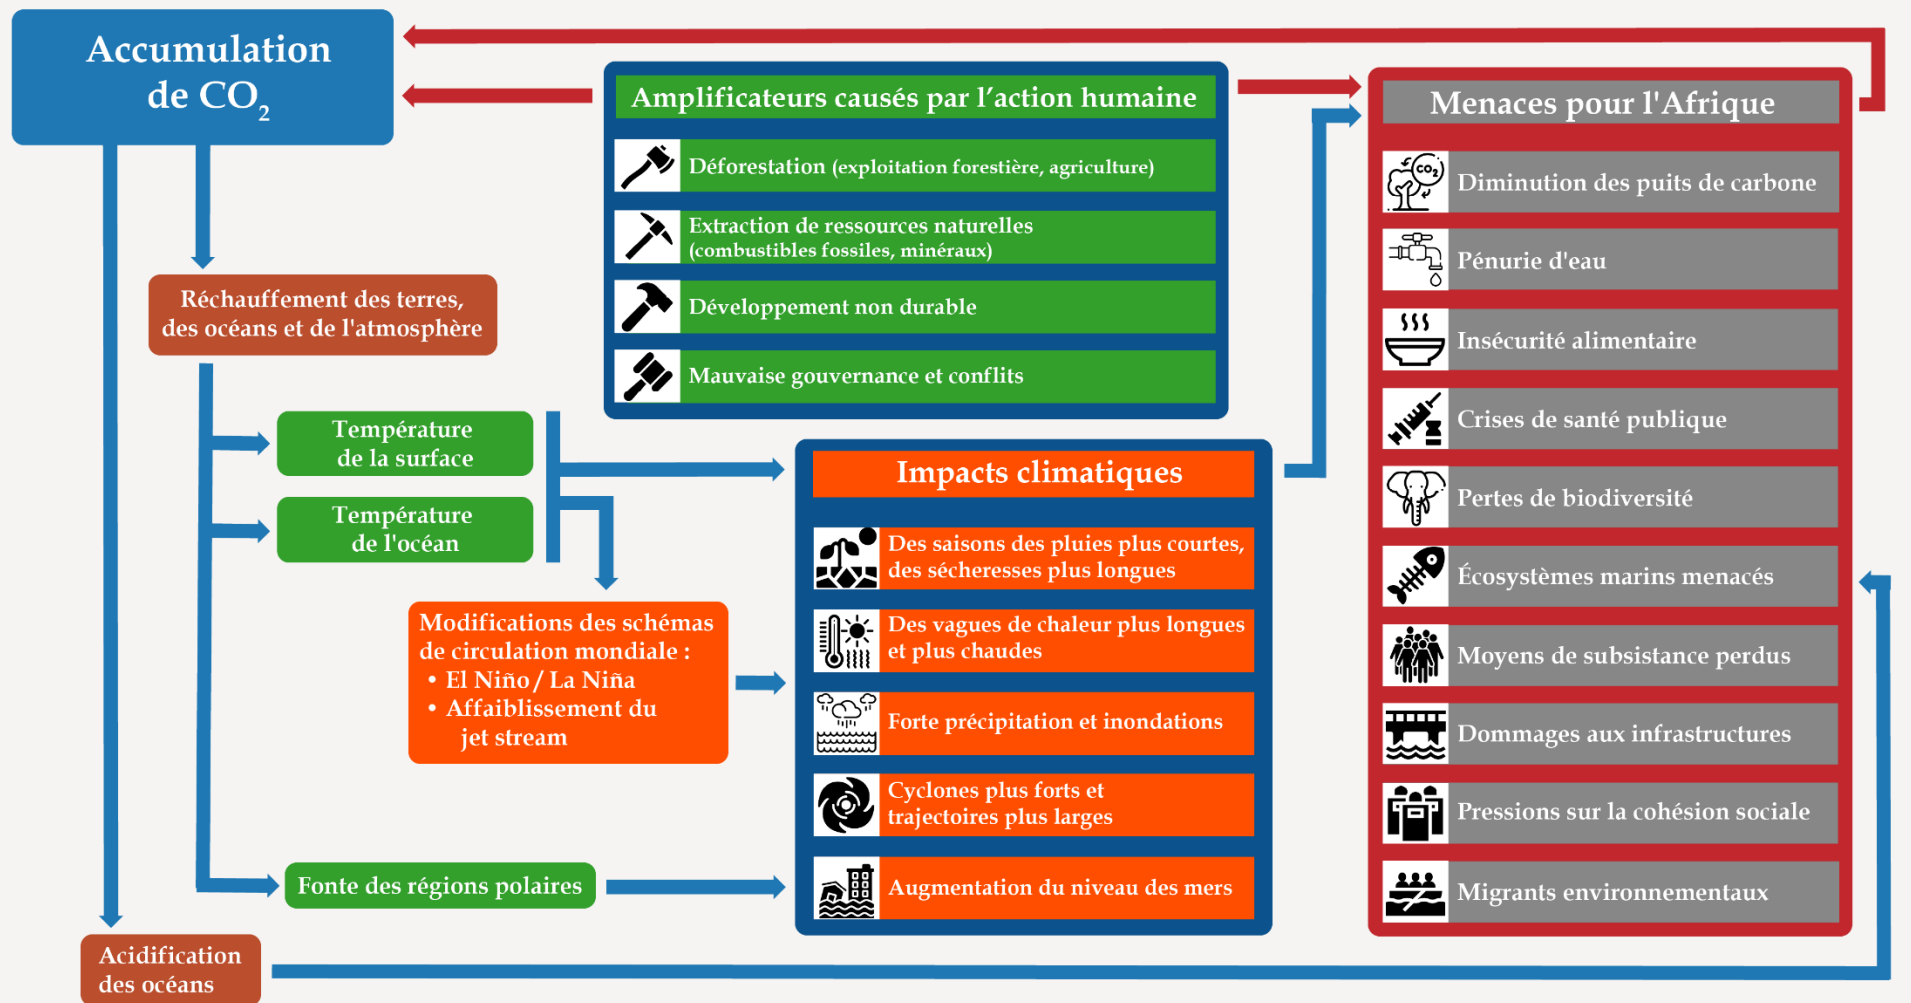 Accumulation
de CO₂
Amplificateurs causés par l'action humaine
Déforestation (exploitation forestière, agriculture)
Extraction de ressources naturelles
(combustibles fossiles, minéraux)
Développement non durable
Mauvaise gouvernance et conflits
Menaces pour l'Afrique
CO₂
Diminution des puits de carbone
Pénurie d'eau
Insécurité alimentaire
Crises de santé publique
Pertes de biodiversité
Écosystèmes marins menacés
Moyens de subsistance perdus
Dommages aux infrastructures
Pressions sur la cohésion sociale
Migrants environnementaux
Réchauffement des terres,
des océans et de l'atmosphère
Température
de la surface
Température
de l'océan
Modifications des schémas
de circulation mondiale :
• El Niño / La Niña
• Affaiblissement du
jet stream
Impacts climatiques
Des saisons des pluies plus courtes,
des sécheresses plus longues
Des vagues de chaleur plus longues
et plus chaudes
Forte précipitation et inondations
Cyclones plus forts et
trajectoires plus larges
Augmentation du niveau des mers
Fonte des régions polaires
Acidification
des océans